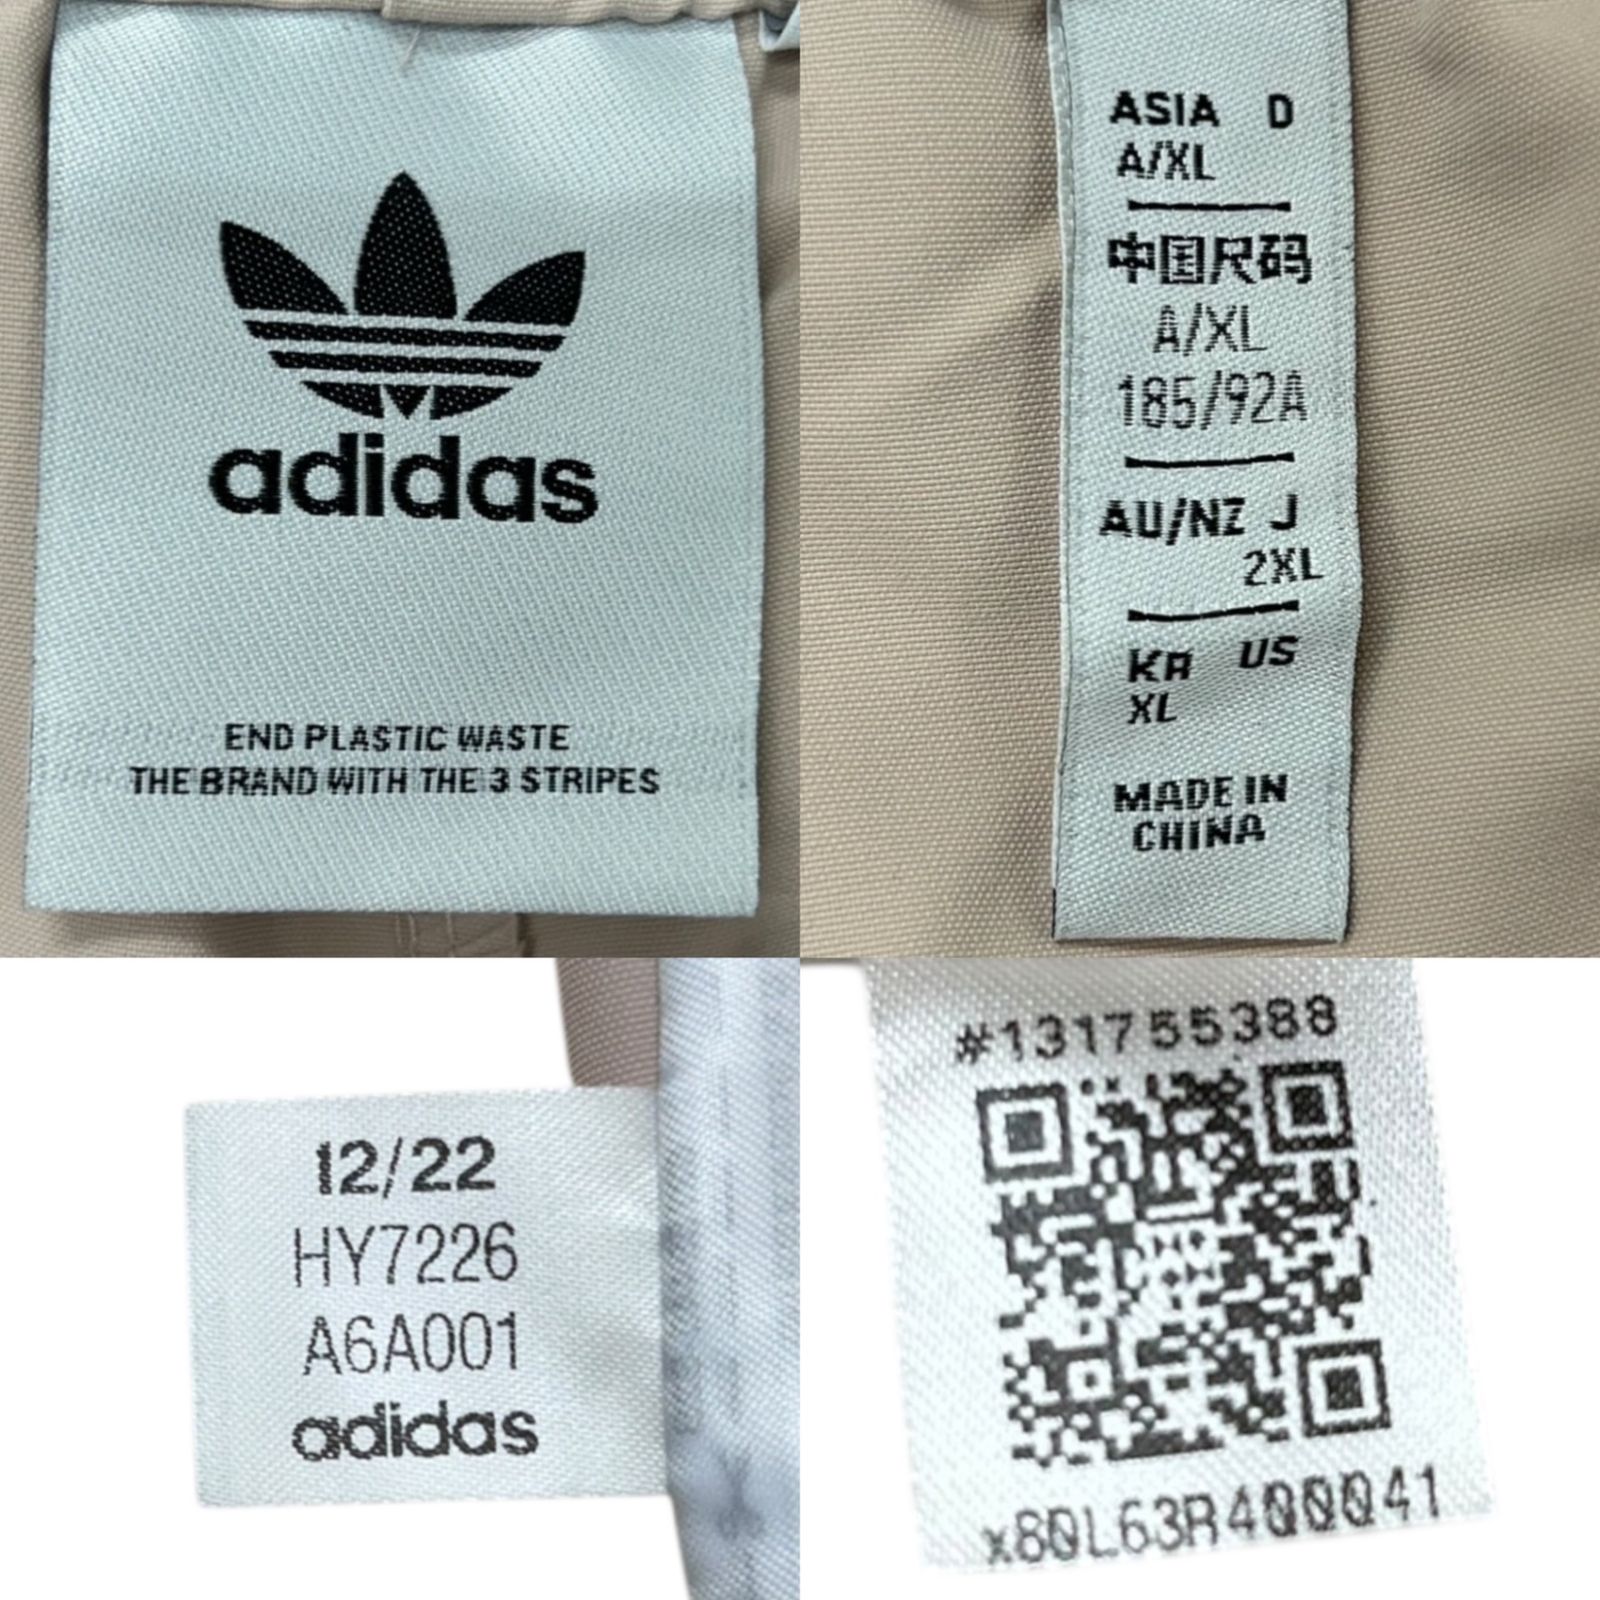 adidas
END PLASTIC WASTE
THE BRAND WITH THE 3 STRIPES
ASIA D
A/XL
中国尺码
A/XL
185/92A
AU/NZ J
2XL
KR US
XL
MADE IN
CHINA
12/22
HY7226
A6A001
adidas
#131755388
x80L63R400041